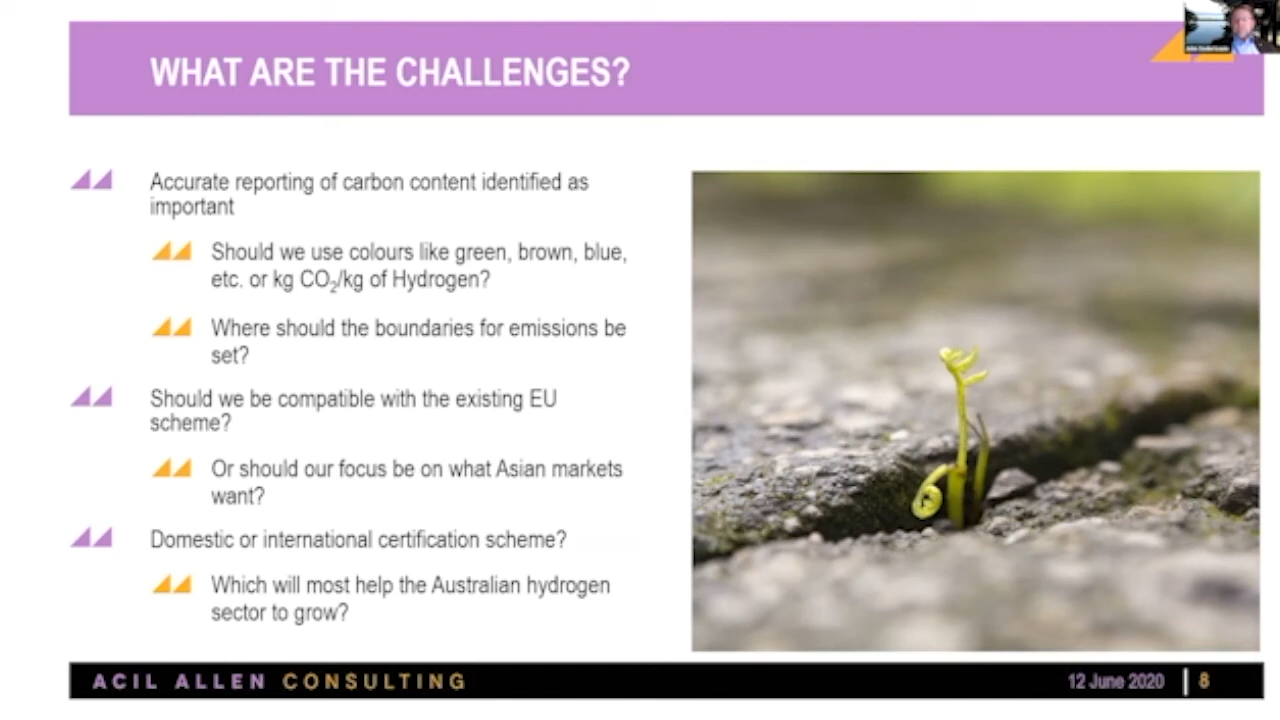 WHAT ARE THE CHALLENGES?
Accurate reporting of carbon content identified as
important
Should we use colours like green, brown, blue,
etc. or kg CO₂/kg of Hydrogen?
Where should the boundaries for emissions be
set?
Should we be compatible with the existing EU
scheme?
Or should our focus be on what Asian markets
want?
Domestic or international certification scheme?
Which will most help the Australian hydrogen
sector to grow?
ACIL ALLEN CONSULTING
12 June 2020 | 8